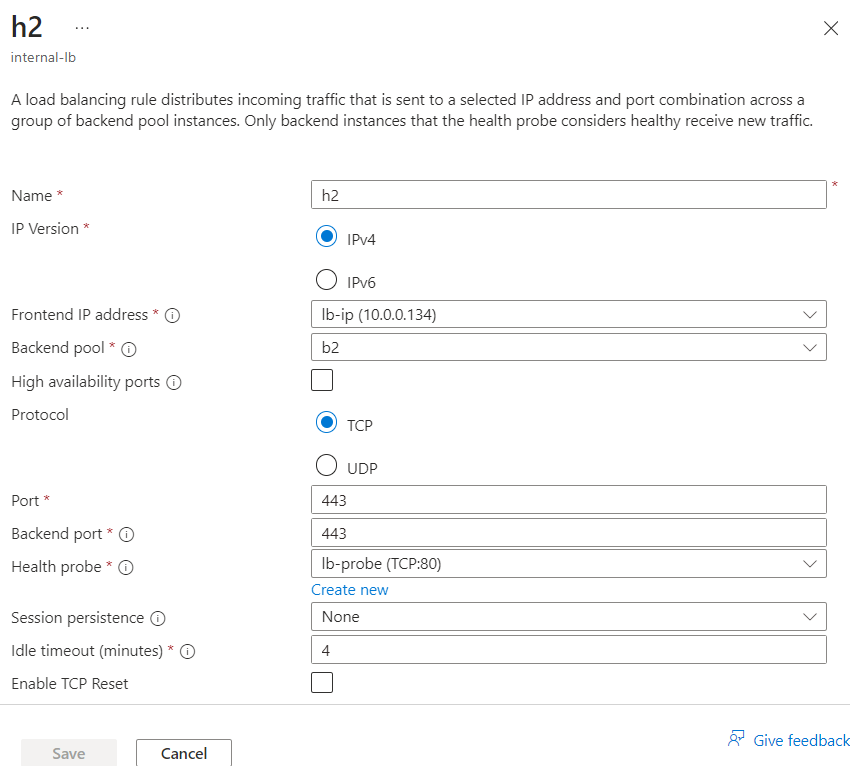 h2 ...
internal-lb
A load balancing rule distributes incoming traffic that is sent to a selected IP address and port combination across a
group of backend pool instances. Only backend instances that the health probe considers healthy receive new traffic.
Name * h2 *
IP Version * IPv4
IPv6
Frontend IP address * lb-ip (10.0.0.134)
Backend pool * b2
High availability ports
Protocol TCP
UDP
Port * 443
Backend port * 443
Health probe * lb-probe (TCP:80)
Create new
Session persistence None
Idle timeout (minutes) * 4
Enable TCP Reset
Save Cancel Give feedback